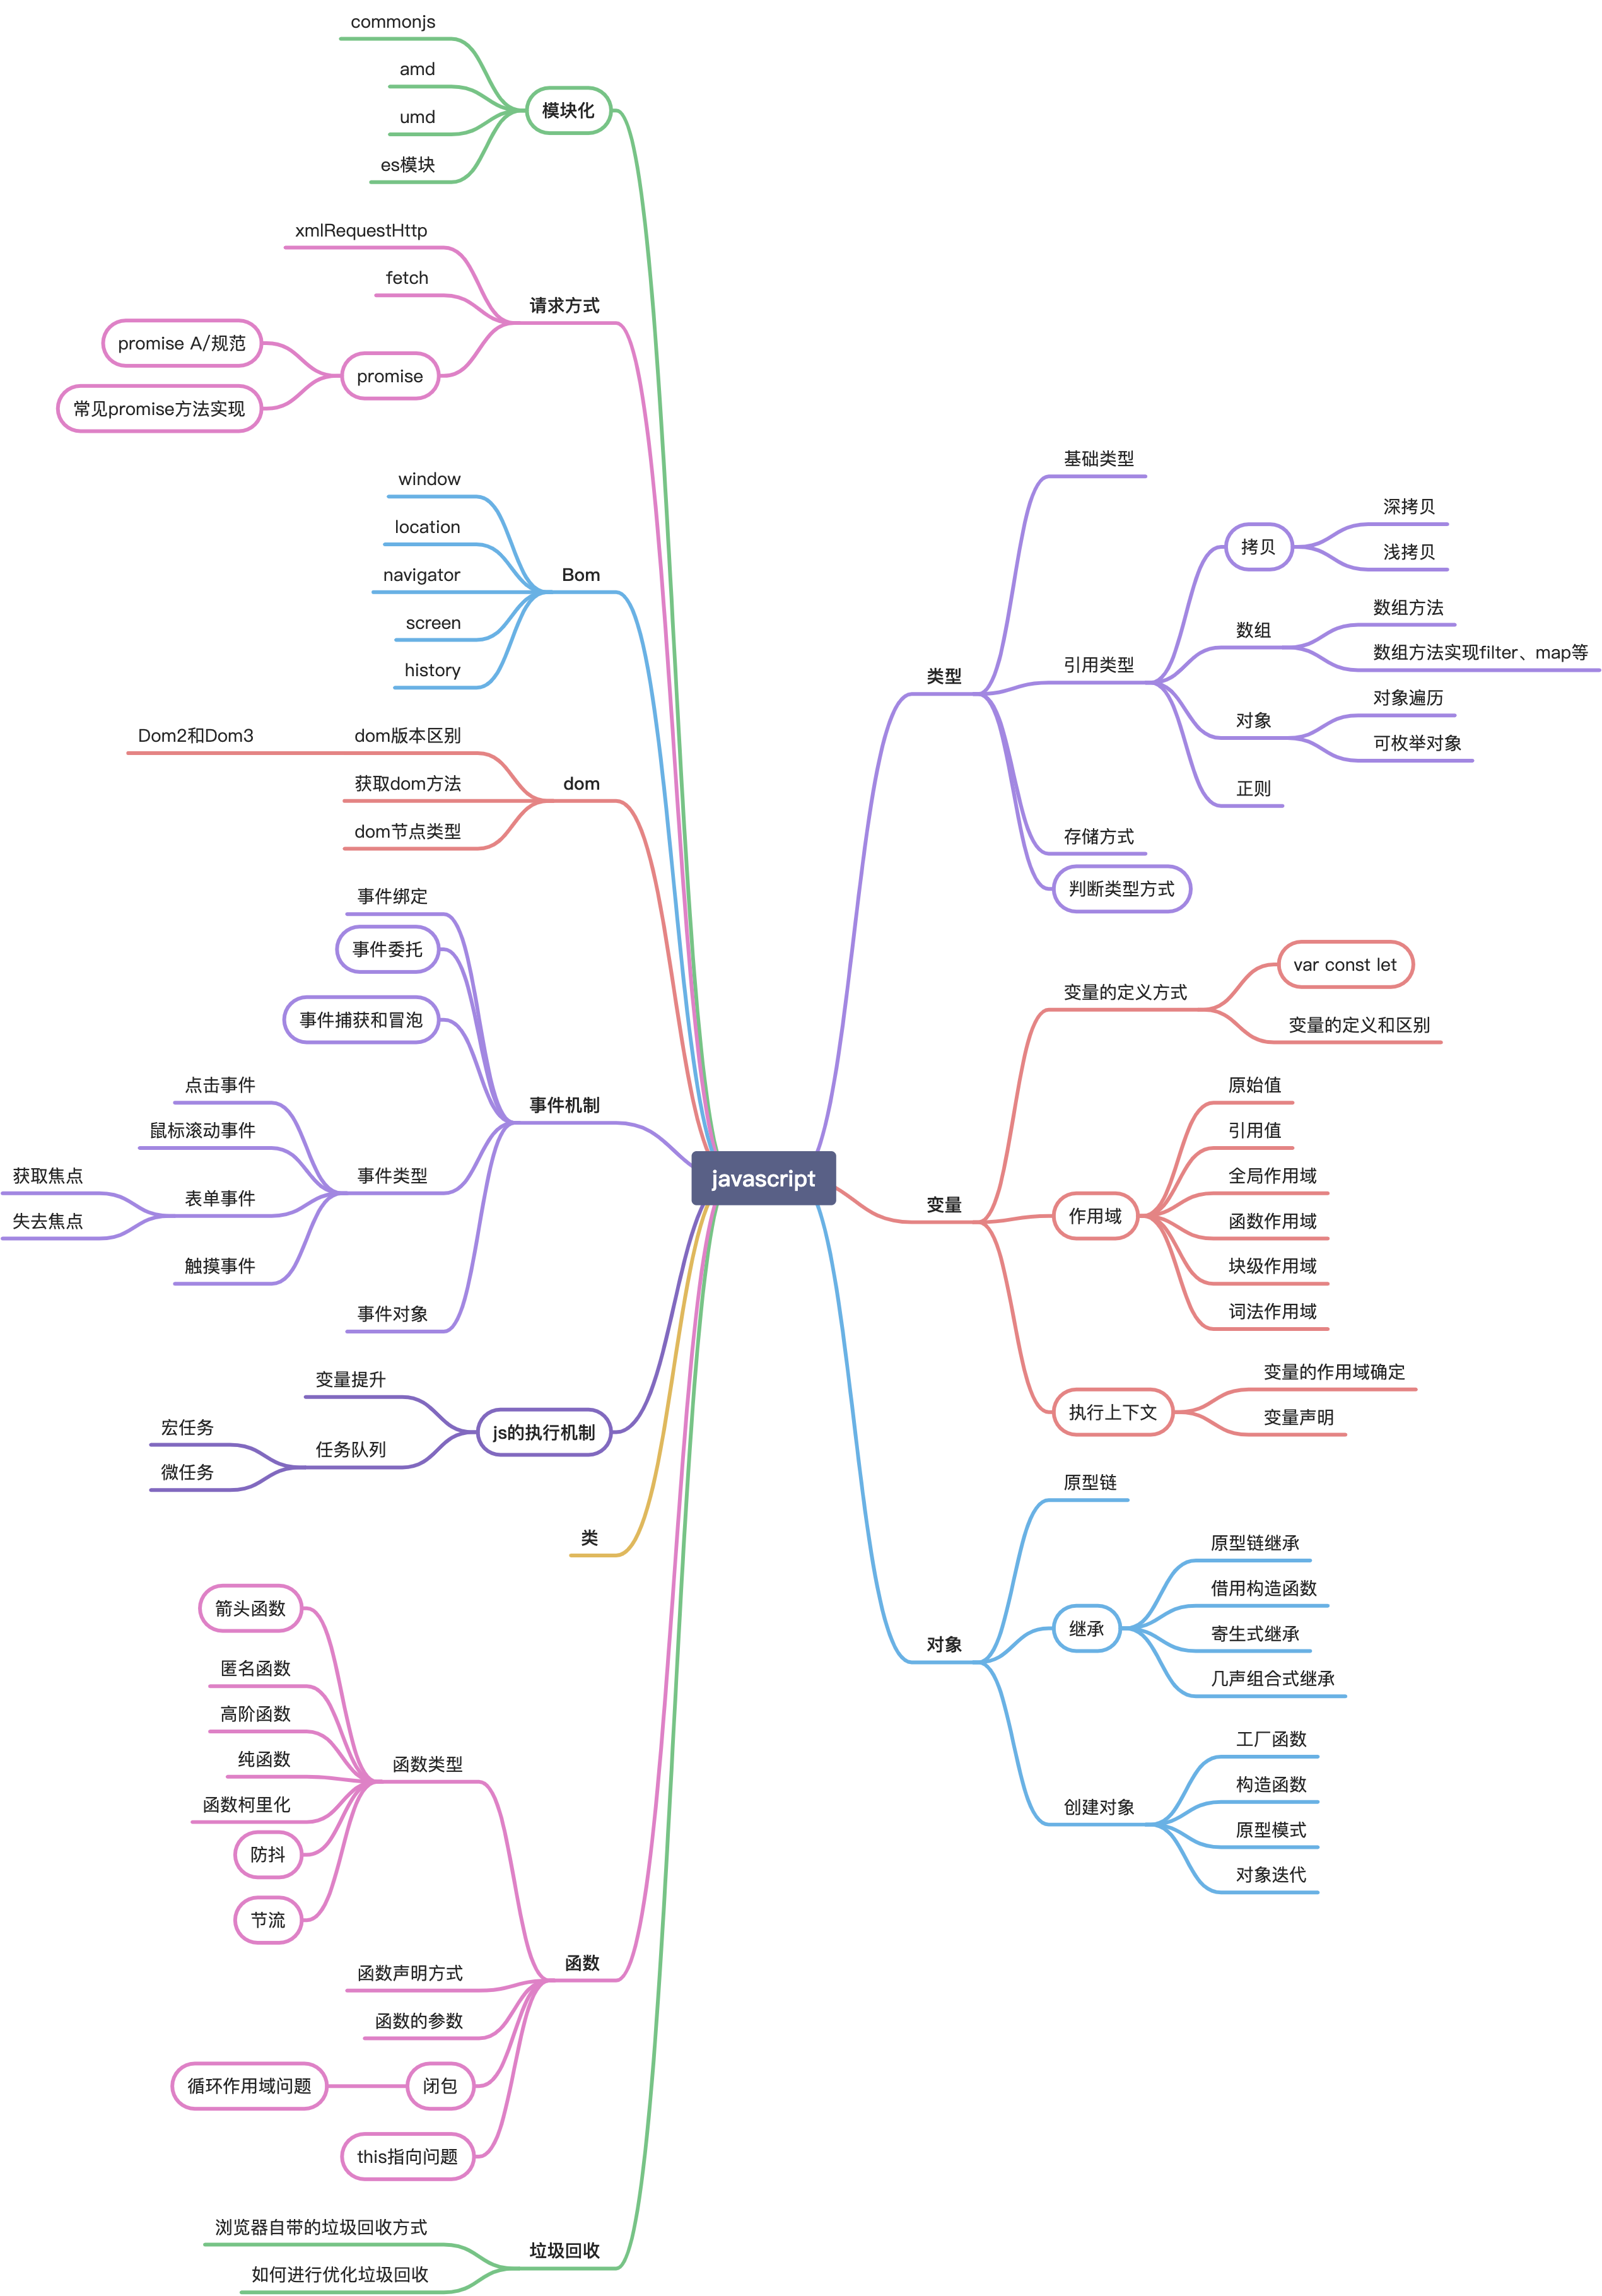 commonjs
amd
umd
es模块
模块化
xmlRequestHttp
fetch
promise A/规范
常见promise方法实现
promise
请求方式
window
location
navigator
screen
history
Bom
Dom2和Dom3
dom版本区别
获取dom方法
dom节点类型
dom
事件绑定
事件委托
事件捕获和冒泡
点击事件
鼠标滚动事件
获取焦点
失去焦点
表单事件
触摸事件
事件类型
事件对象
事件机制
变量提升
宏任务
微任务
任务队列
js的执行机制
类
箭头函数
匿名函数
高阶函数
纯函数
函数柯里化
防抖
节流
函数类型
函数声明方式
函数的参数
循环作用域问题
闭包
this指向问题
函数
浏览器自带的垃圾回收方式
如何进行优化垃圾回收
垃圾回收
javascript
类型
基础类型
引用类型
拷贝
深拷贝
浅拷贝
数组
数组方法
数组方法实现filter、map等
对象
对象遍历
可枚举对象
正则
存储方式
判断类型方式
变量
变量的定义方式
var const let
变量的定义和区别
作用域
原始值
引用值
全局作用域
函数作用域
块级作用域
词法作用域
执行上下文
变量的作用域确定
变量声明
对象
原型链
继承
原型链继承
借用构造函数
寄生式继承
几声组合式继承
创建对象
工厂函数
构造函数
原型模式
对象迭代